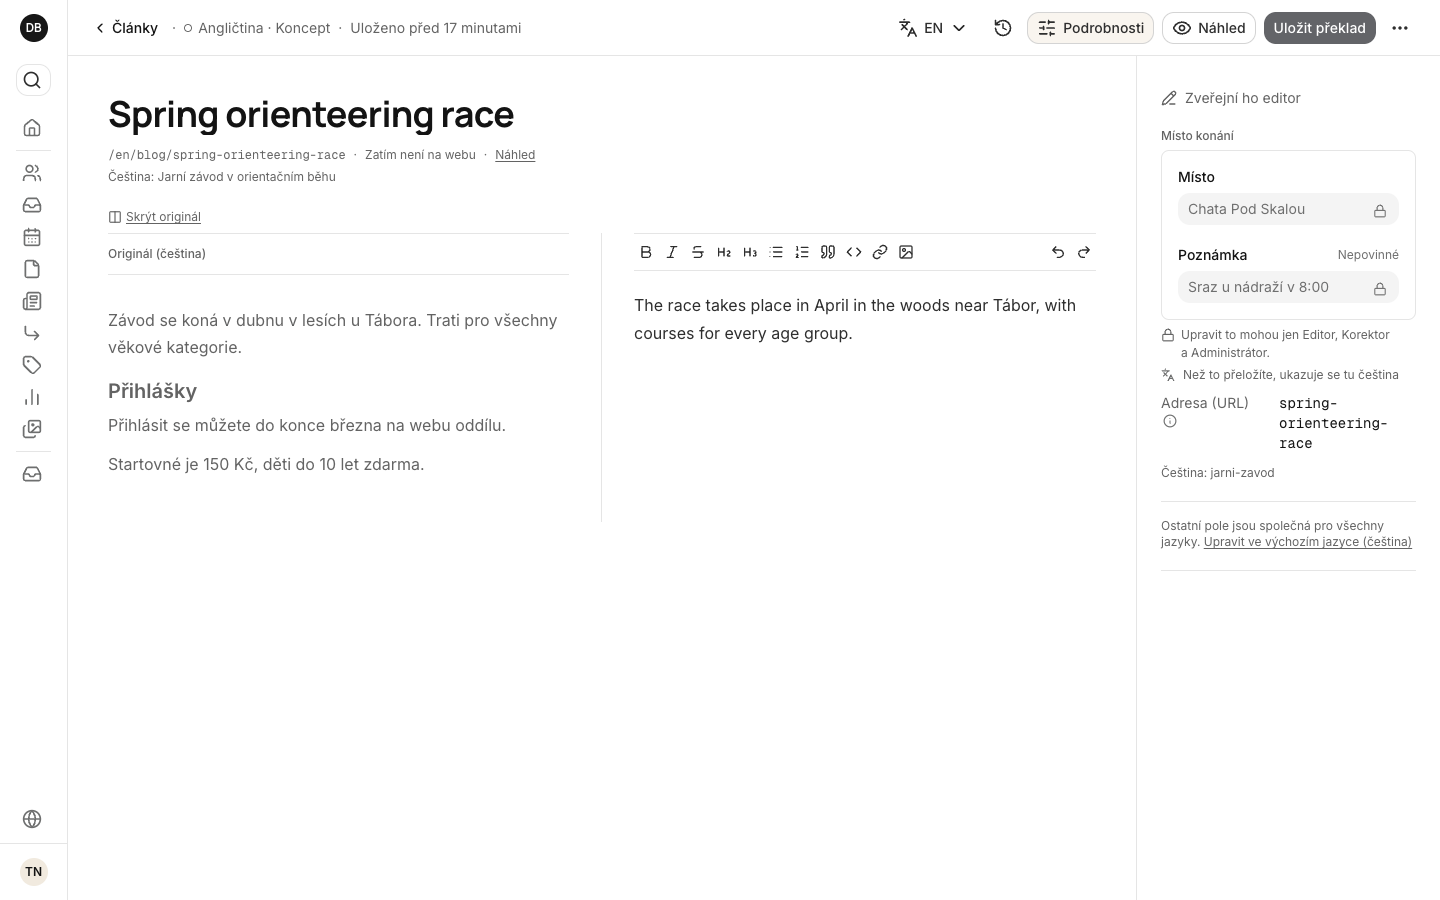 DB
Články · Angličtina · Koncept · Uloženo před 17 minutami
EN
Podrobnosti
Náhled
Uložit překlad
Spring orienteering race
/en/blog/spring-orienteering-race · Zatím není na webu · Náhled
Čeština: Jarní závod v orientačním běhu
Skrýt originál
Originál (čeština)
Závod se koná v dubnu v lesích u Tábora. Trati pro všechny
věkové kategorie.
Přihlášky
Přihlásit se můžete do konce března na webu oddílu.
Startovné je 150 Kč, děti do 10 let zdarma.
B I S H2 H3
The race takes place in April in the woods near Tábor, with
courses for every age group.
Zveřejní ho editor
Místo konání
Místo
Chata Pod Skalou
Poznámka Nepovinné
Sraz u nádraží v 8:00
Upravit to mohou jen Editor, Korektor
a Administrátor.
Než to přeložíte, ukazuje se tu čeština
Adresa (URL)
spring-
orienteering-
race
Čeština: jarni-zavod
Ostatní pole jsou společná pro všechny
jazyky. Upravit ve výchozím jazyce (čeština)
TN